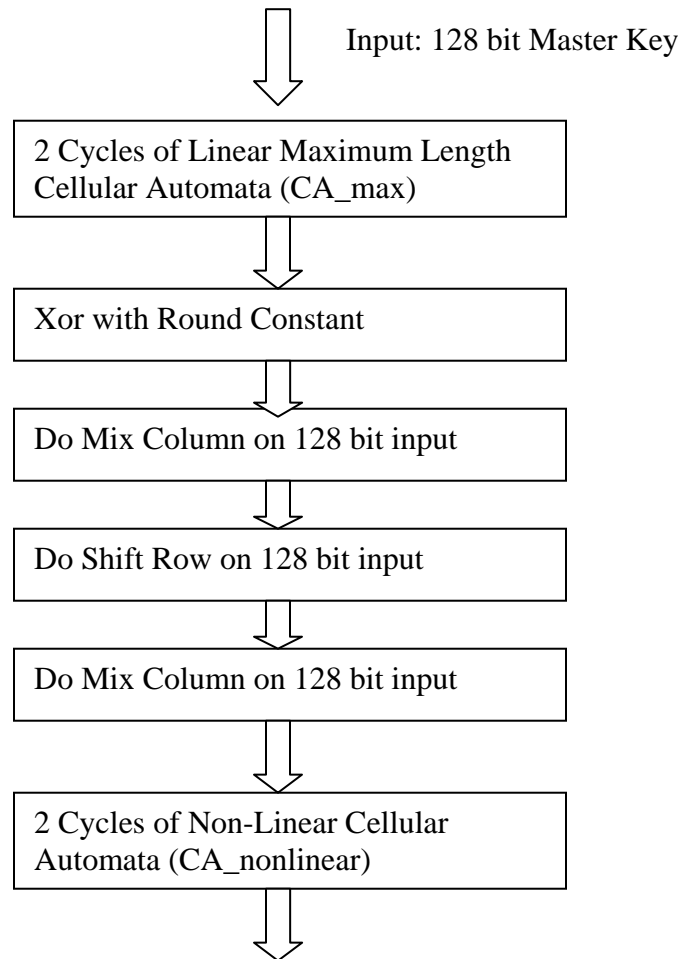 Input: 128 bit Master Key
2 Cycles of Linear Maximum Length
Cellular Automata (CA_max)
Xor with Round Constant
Do Mix Column on 128 bit input
Do Shift Row on 128 bit input
Do Mix Column on 128 bit input
2 Cycles of Non-Linear Cellular
Automata (CA_nonlinear)